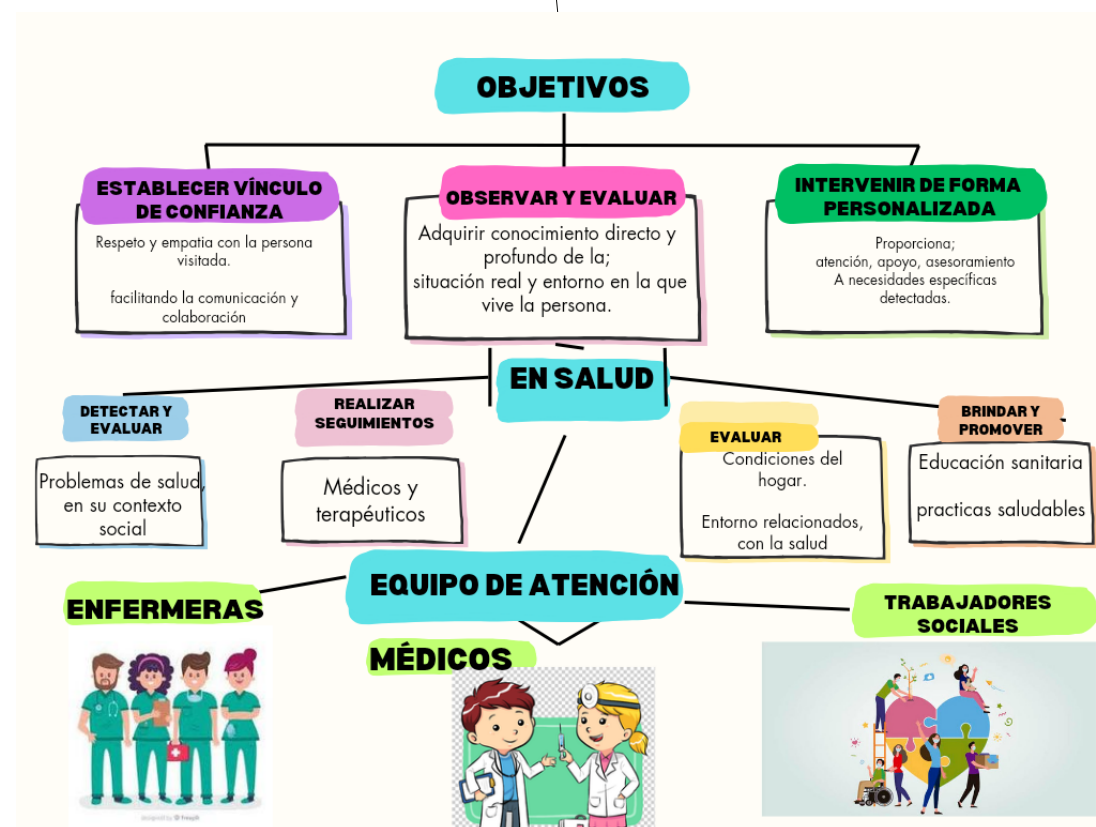 OBJETIVOS
ESTABLECER VÍNCULO
DE CONFIANZA
Respeto y empatia con la persona
visitada.
facilitando la comunicación y
colaboración
OBSERVAR Y EVALUAR
Adquirir conocimiento directo y
profundo de la;
situación real y entorno en la que
vive la persona.
INTERVENIR DE FORMA
PERSONALIZADA
Proporciona;
atención, apoyo, asesoramiento
A necesidades específicas
detectadas.
EN SALUD
DETECTAR Y
EVALUAR
Problemas de salud,
en su contexto
social
REALIZAR
SEGUIMIENTOS
Médicos y
terapéuticos
EVALUAR
Condiciones del
hogar.
Entorno relacionados,
con la salud
BRINDAR Y
PROMOVER
Educación sanitaria
practicas saludables
EQUIPO DE ATENCIÓN
ENFERMERAS
MÉDICOS
TRABAJADORES
SOCIALES
designed by freepik